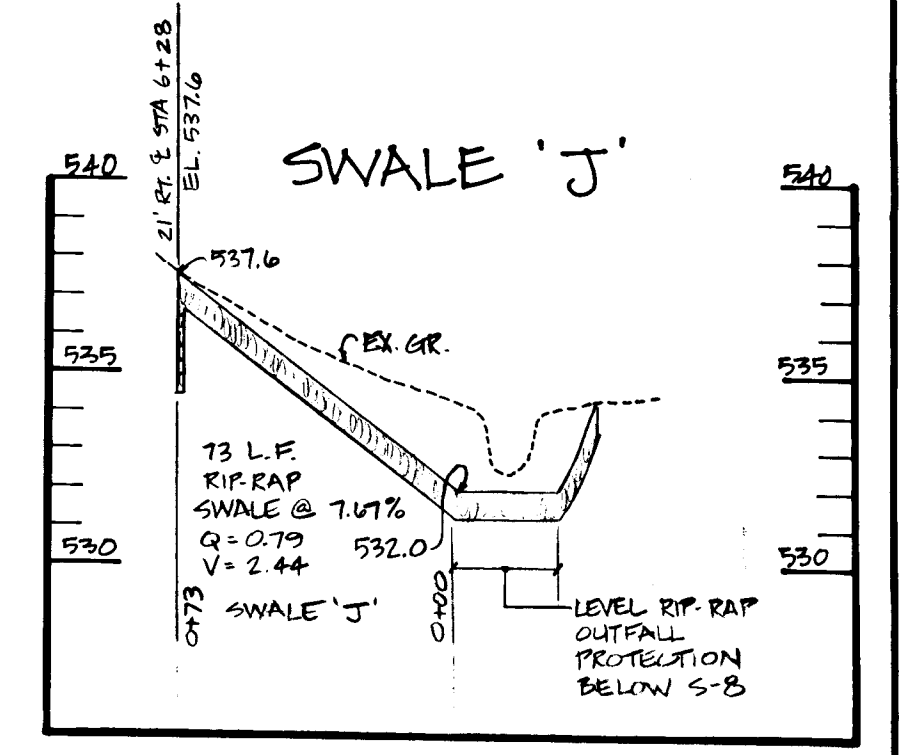 21' RT. ℄ STA 6+28
EL. 537.6
SWALE 'J'
540
540
537.6
EX. GR.
535
535
73 L.F.
RIP-RAP
SWALE @ 7.67%
Q = 0.79
V = 2.44
532.0
530
530
0+73
SWALE 'J'
0+00
LEVEL RIP-RAP
OUTFALL
PROTECTION
BELOW S-8